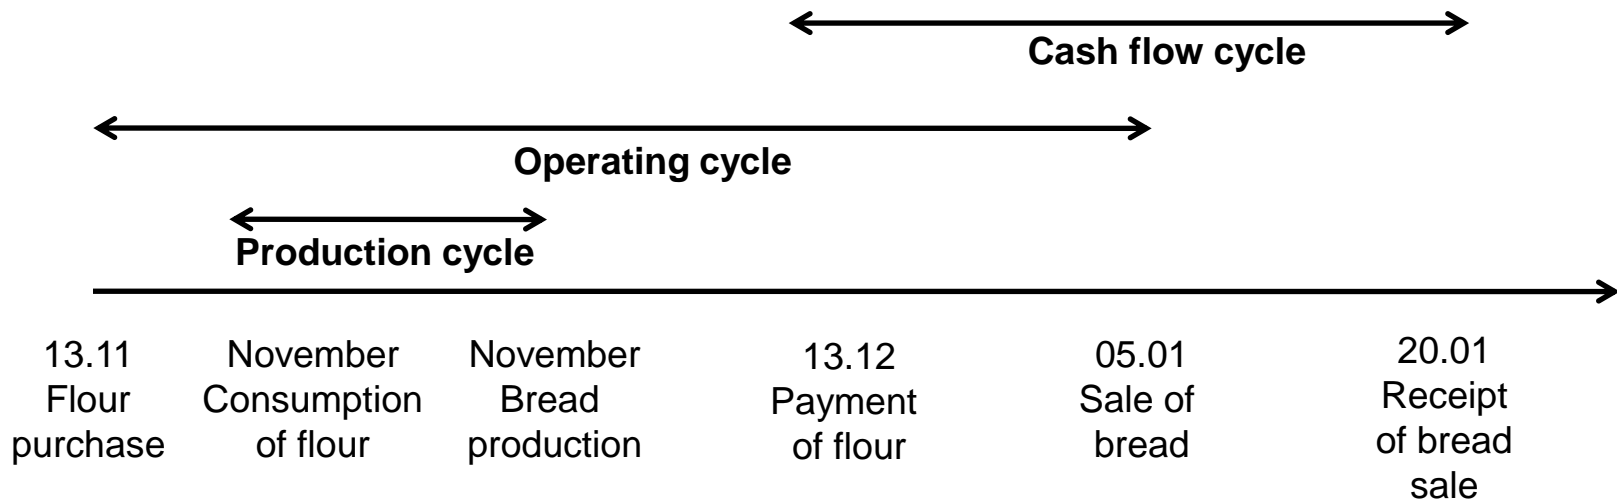 Cash flow cycle
Operating cycle
Production cycle
13.11
Flour
purchase
November
Consumption
of flour
November
Bread
production
13.12
Payment
of flour
05.01
Sale of
bread
20.01
Receipt
of bread
sale